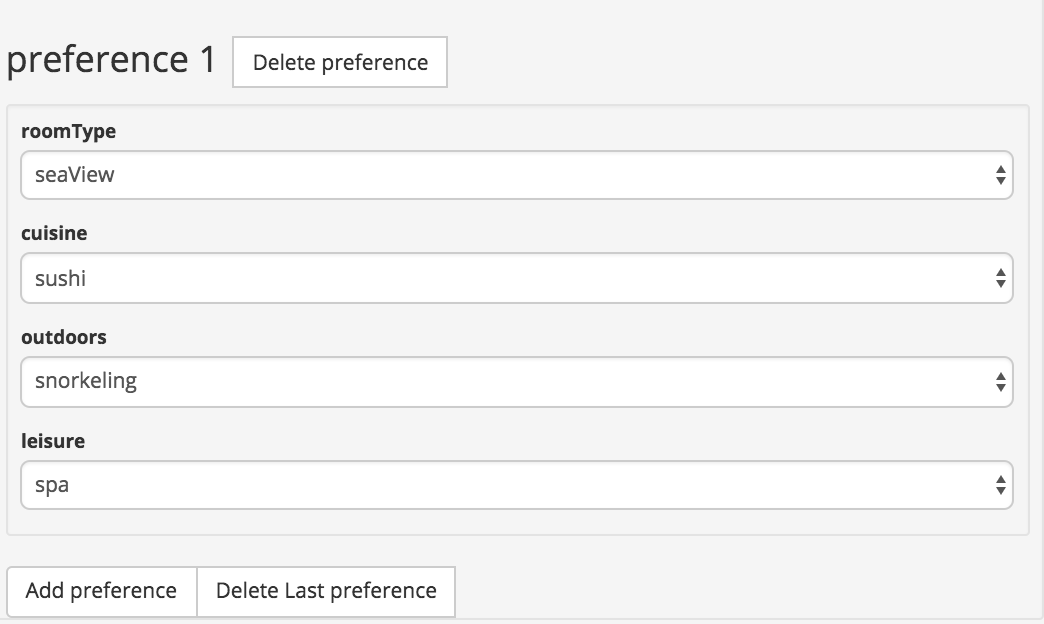 preference 1 Delete preference
roomType
seaView
cuisine
sushi
outdoors
snorkeling
leisure
spa
Add preference Delete Last preference